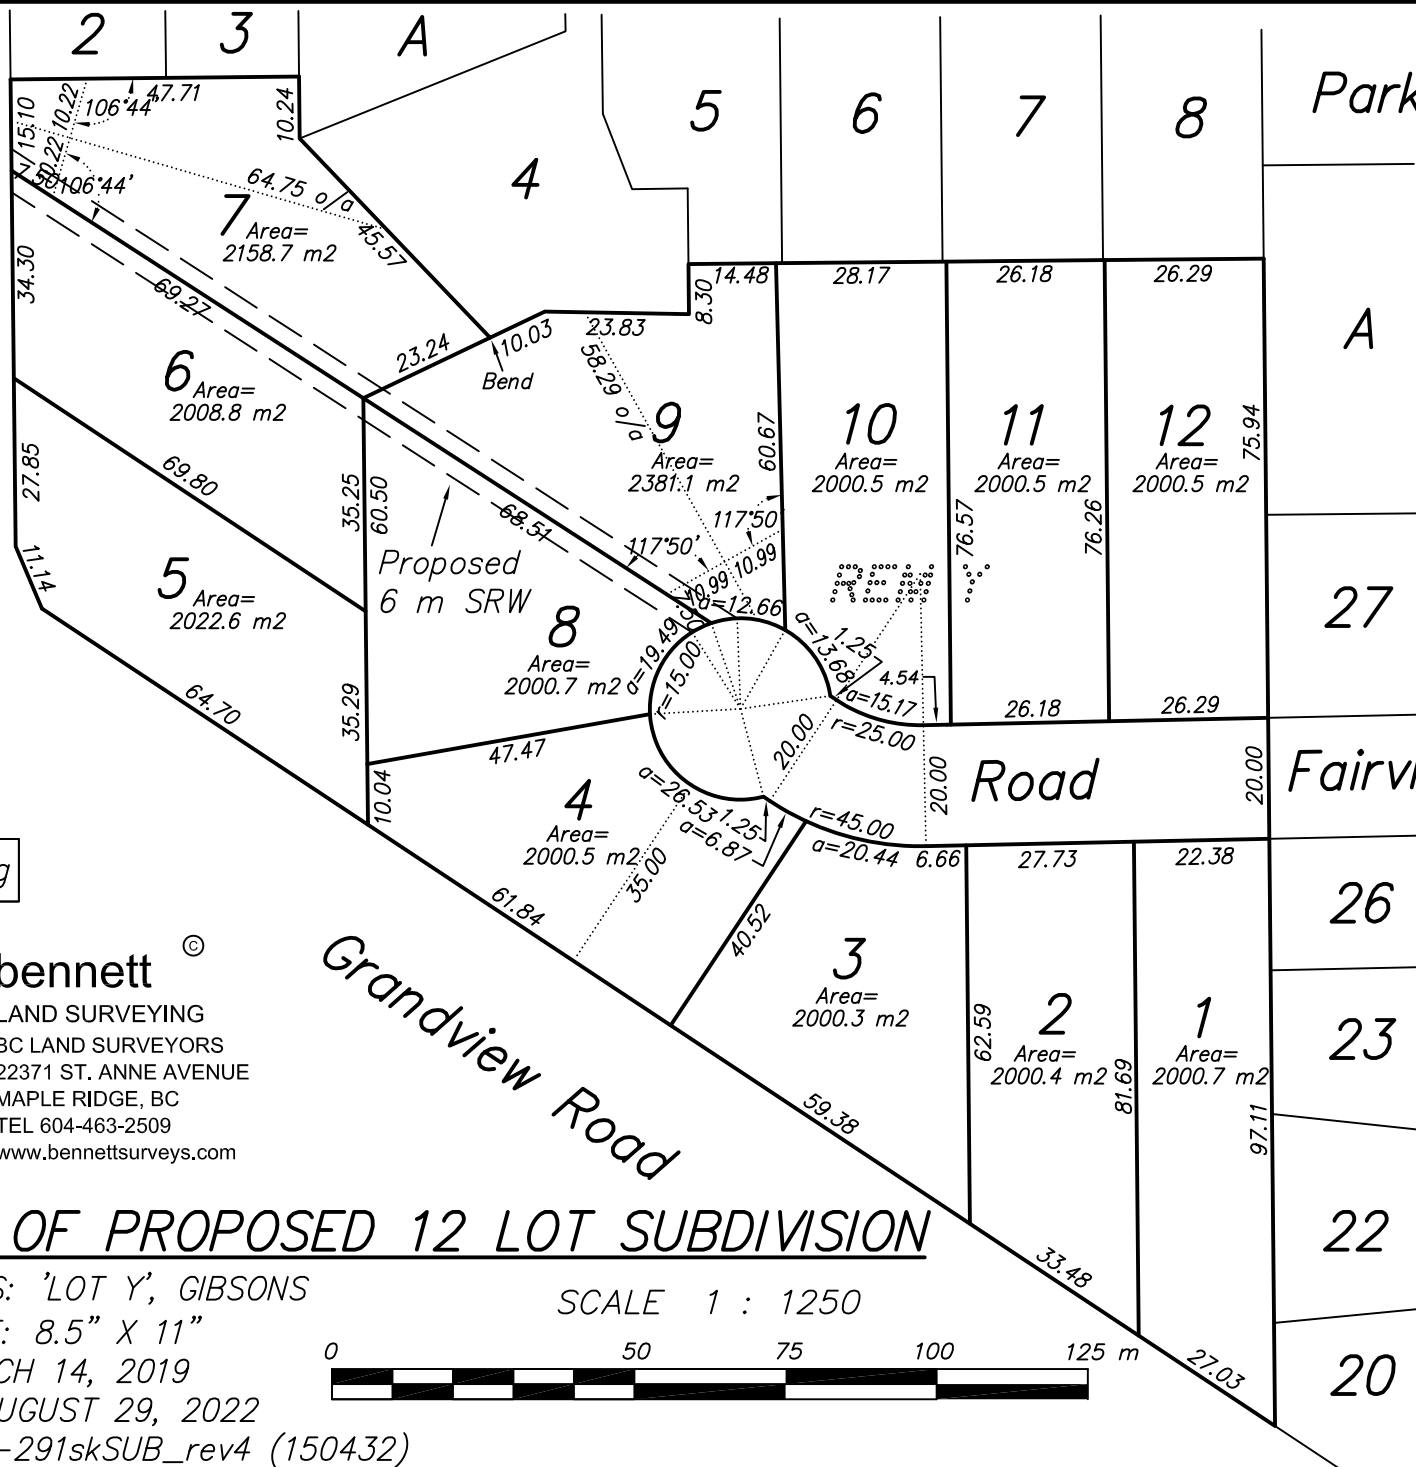 2
3
A
Park
5
6
7
8
4
A
27
26
23
22
20
106°44'
47.71
10.24
15.10
10.22
10.22
7.50
106°44'
64.75 o/a
45.57
7
Area=
2158.7 m2
34.30
69.27
23.24
10.03
Bend
23.83
8.30
14.48
28.17
26.18
26.29
58.29 o/a
6
Area=
2008.8 m2
9
Area=
2381.1 m2
60.67
10
Area=
2000.5 m2
11
Area=
2000.5 m2
12
Area=
2000.5 m2
75.94
27.85
69.80
35.25
60.50
68.51
117°50'
117°50'
10.99
10.99
76.57
76.26
11.14
5
Area=
2022.6 m2
Proposed
6 m SRW
REM Y
a=12.66
a=13.68
1.25
4.54
a=15.17
r=25.00
26.18
26.29
8
Area=
2000.7 m2
a=19.49
r=15.00
64.70
35.29
47.47
10.04
20.00
20.00
Road
20.00
4
Area=
2000.5 m2
a=26.53
1.25
a=6.87
r=45.00
a=20.44
6.66
27.73
22.38
35.00
61.84
40.52
3
Area=
2000.3 m2
62.59
2
Area=
2000.4 m2
81.69
1
Area=
2000.7 m2
97.11
Grandview Road
59.38
33.48
27.03
g
bennett ©
LAND SURVEYING
BC LAND SURVEYORS
22371 ST. ANNE AVENUE
MAPLE RIDGE, BC
TEL 604-463-2509
www.bennettsurveys.com
OF PROPOSED 12 LOT SUBDIVISION
S: 'LOT Y', GIBSONS
: 8.5" X 11"
CH 14, 2019
UGUST 29, 2022
-291skSUB_rev4 (150432)
SCALE 1 : 1250
0 50 75 100 125 m